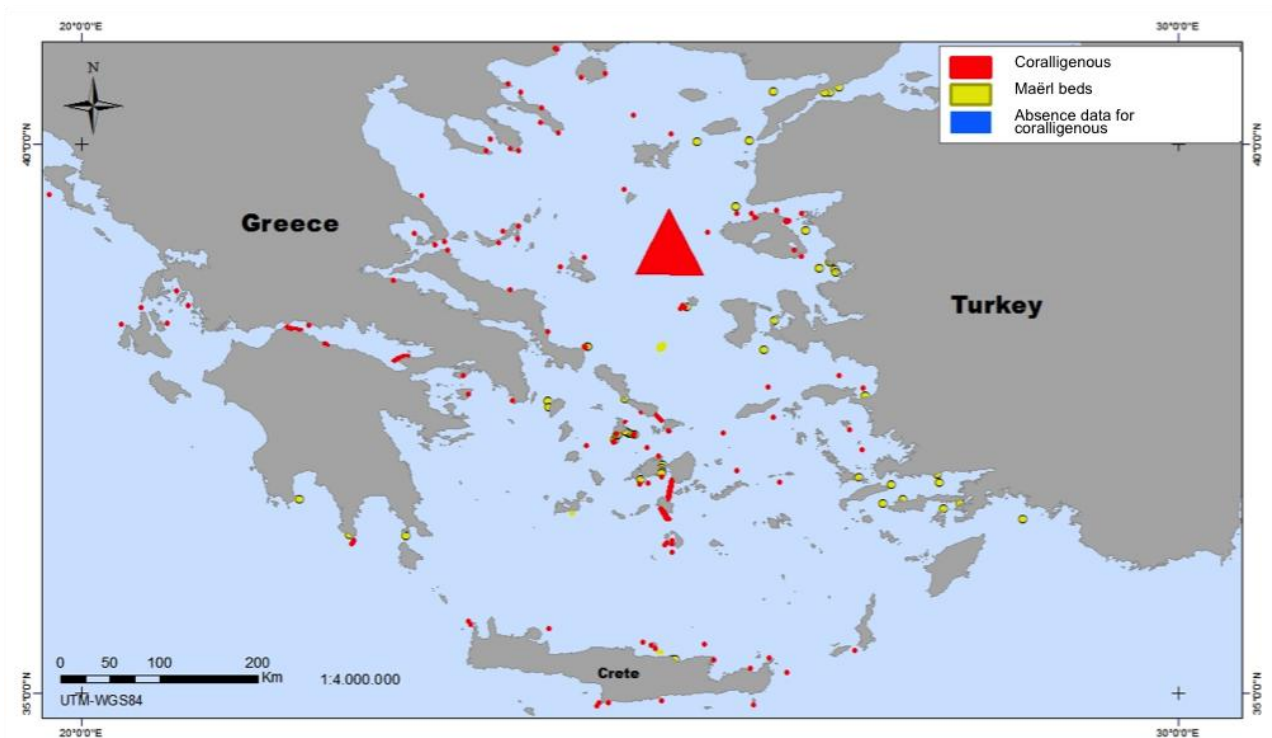 20°0'0"E
30°0'0"E
N
Coralligenous
Maërl beds
Absence data for
coralligenous
40°0'0"N
40°0'0"N
Greece
Turkey
0 50 100 200
Km
1:4.000.000
UTM-WGS84
Crete
35°0'0"N
35°0'0"N
20°0'0"E
30°0'0"E